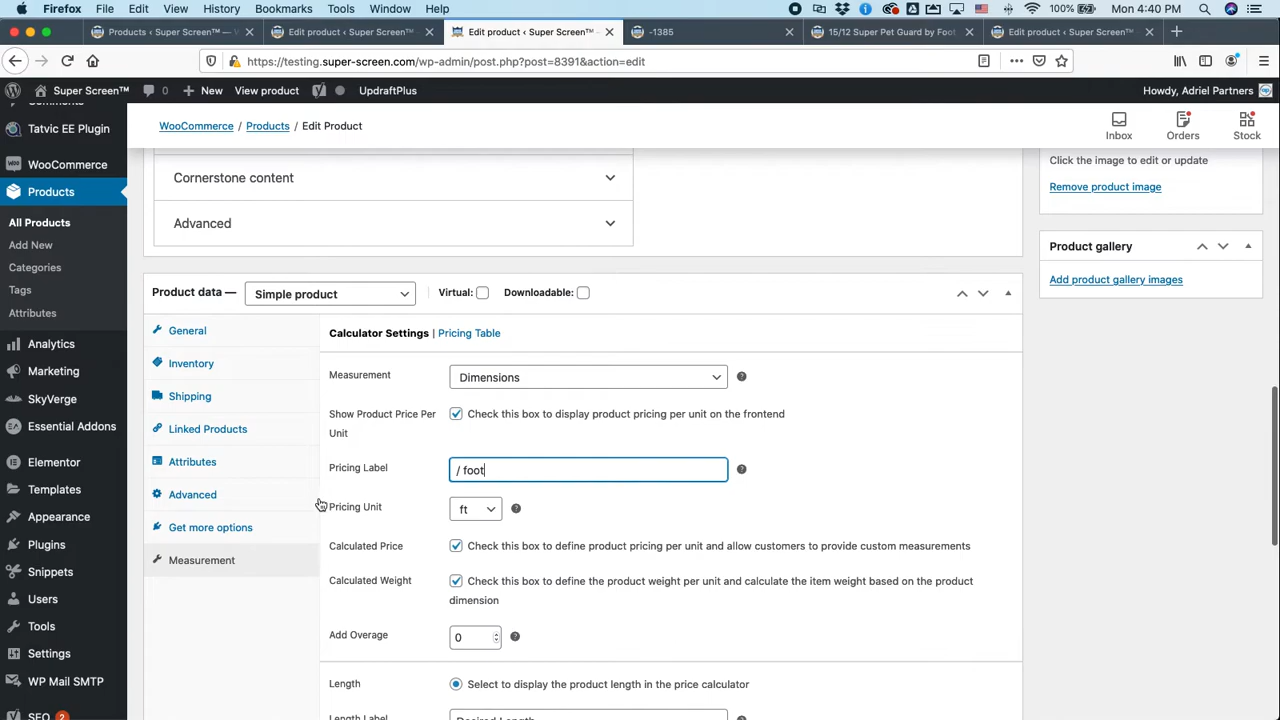 Firefox File Edit View History Bookmarks Tools Window Help 100% Mon 4:40 PM
Products ‹ Super Screen™ — W
Edit product ‹ Super Screen™ —
Edit product ‹ Super Screen™ —
-1385
15/12 Super Pet Guard by Foot
Edit product ‹ Super Screen™ —
https://testing.super-screen.com/wp-admin/post.php?post=8391&action=edit
Super Screen™ 0 New View product UpdraftPlus Howdy, Adriel Partners
Comments
Tatvic EE Plugin
WooCommerce
Products
All Products
Add New
Categories
Tags
Attributes
Analytics
Marketing
SkyVerge
Essential Addons
Elementor
Templates
Appearance
Plugins
Snippets
Users
Tools
Settings
WP Mail SMTP
SEO 2
WooCommerce / Products / Edit Product
Inbox Orders Stock
Cornerstone content
Advanced
Product data — Simple product Virtual: Downloadable:
General
Inventory
Shipping
Linked Products
Attributes
Advanced
Get more options
Measurement
Calculator Settings | Pricing Table
Measurement Dimensions
Show Product Price Per Unit Check this box to display product pricing per unit on the frontend
Pricing Label / foot
Pricing Unit ft
Calculated Price Check this box to define product pricing per unit and allow customers to provide custom measurements
Calculated Weight Check this box to define the product weight per unit and calculate the item weight based on the product
dimension
Add Overage 0
Length Select to display the product length in the price calculator
Length Label Desired Length
Click the image to edit or update
Remove product image
Product gallery
Add product gallery images